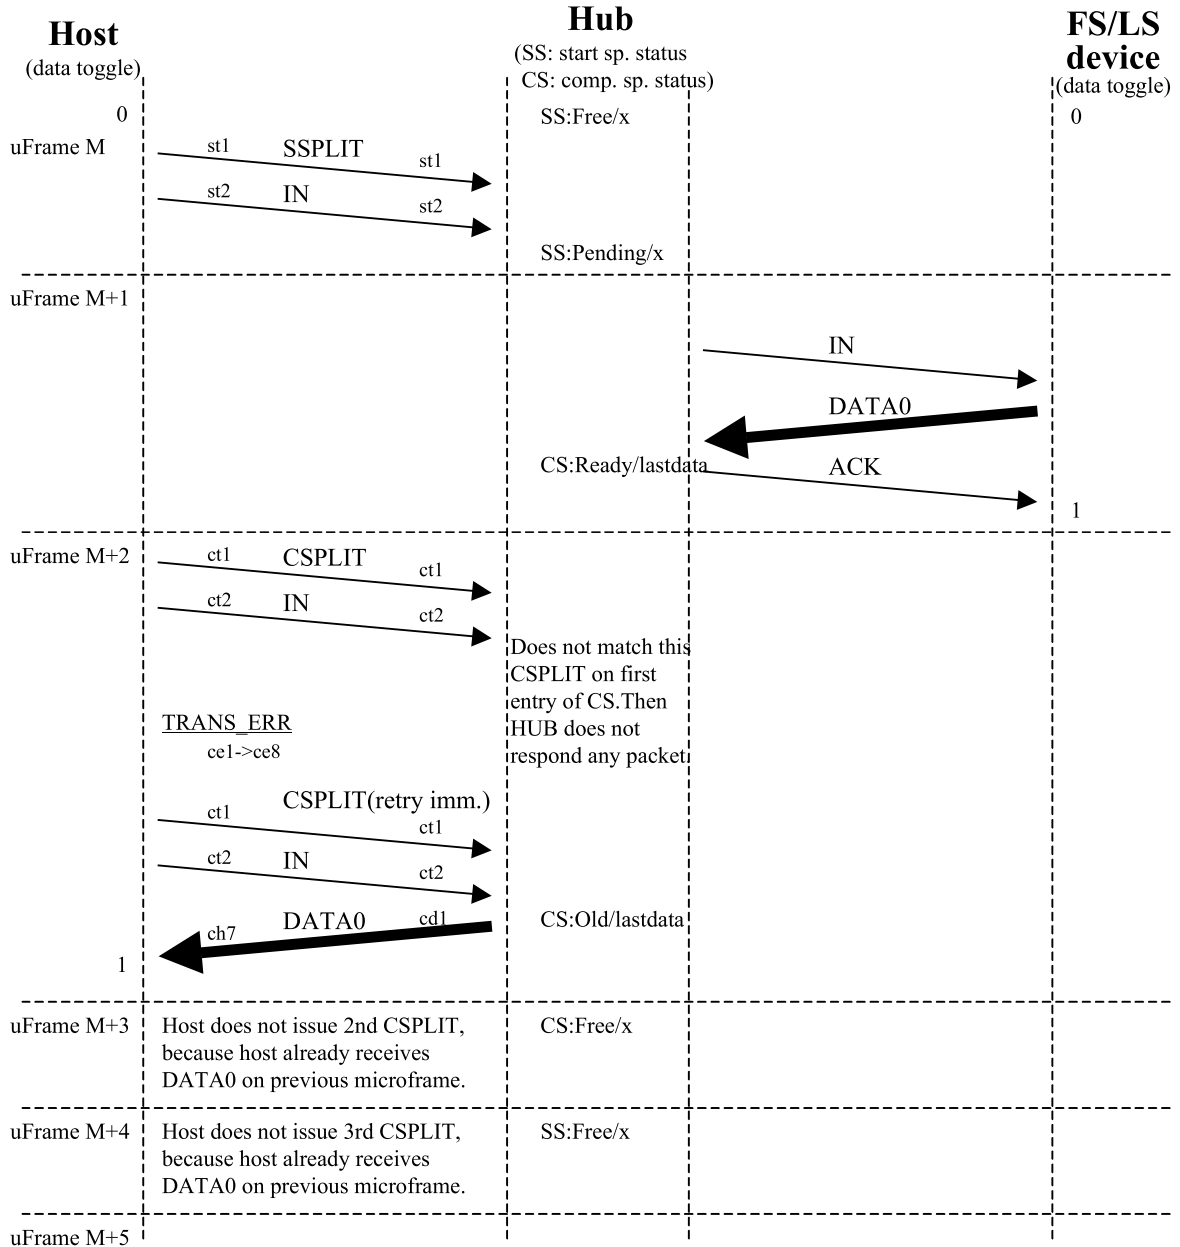 Host
(data toggle)
Hub
(SS: start sp. status
CS: comp. sp. status)
FS/LS
device
(data toggle)
0
SS:Free/x
0
uFrame M
st1
SSPLIT
st1
st2
IN
st2
SS:Pending/x
uFrame M+1
IN
DATA0
CS:Ready/lastdata
ACK
1
uFrame M+2
ct1
CSPLIT
ct1
ct2
IN
ct2
Does not match this
CSPLIT on first
entry of CS.Then
HUB does not
respond any packet.
TRANS_ERR
ce1->ce8
CSPLIT(retry imm.)
ct1
ct1
ct2
IN
ct2
DATA0
cd1
CS:Old/lastdata
ch7
1
uFrame M+3
Host does not issue 2nd CSPLIT,
because host already receives
DATA0 on previous microframe.
CS:Free/x
uFrame M+4
Host does not issue 3rd CSPLIT,
because host already receives
DATA0 on previous microframe.
SS:Free/x
uFrame M+5